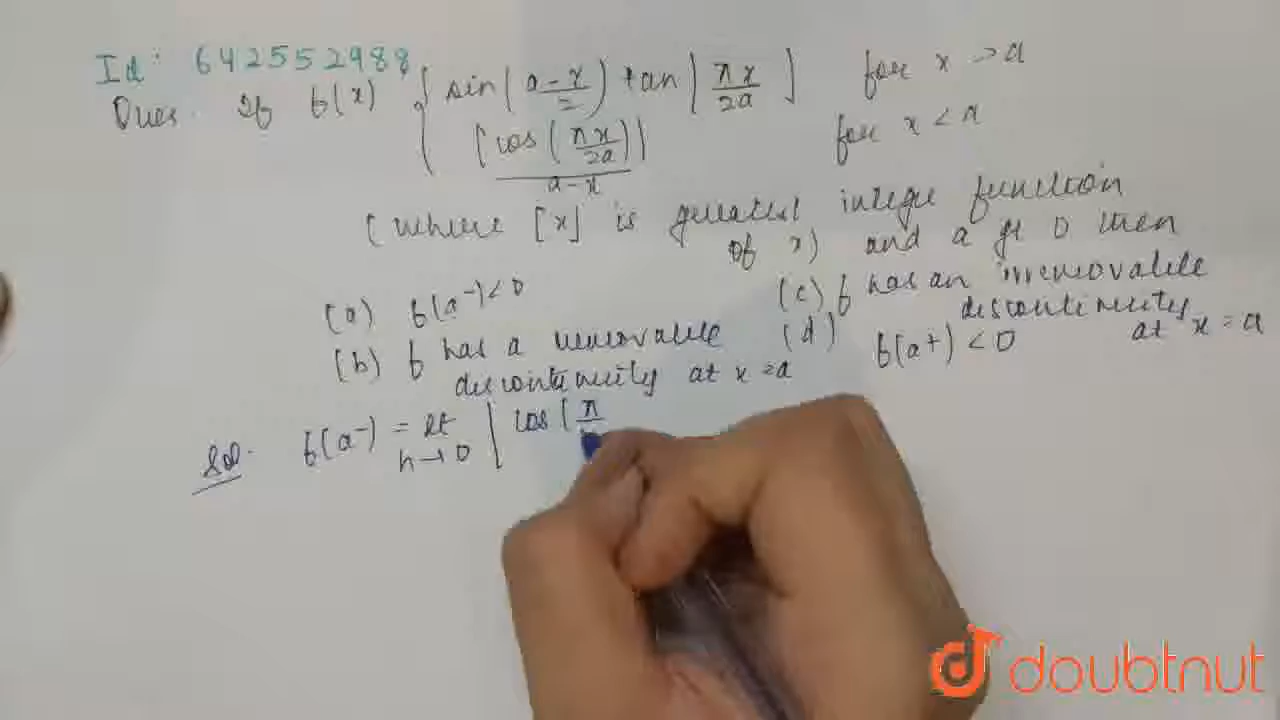 Id: 642552988
Ques. If f(x) { sin(a-x/2) tan[πx/2a] for x > a
[cos(πx/2a)]/a-x for x < a
(where [x] is greatest integer function
of x) and a gt 0 then
(a) f(a⁻) < 0
(c) f has an irremovable
discontinuity
at x = a
(b) f has a removable
discontinuity at x = a
(d) f(a+) < 0
Sol. f(a⁻) = lt h→0 [cos(π
doubtnut